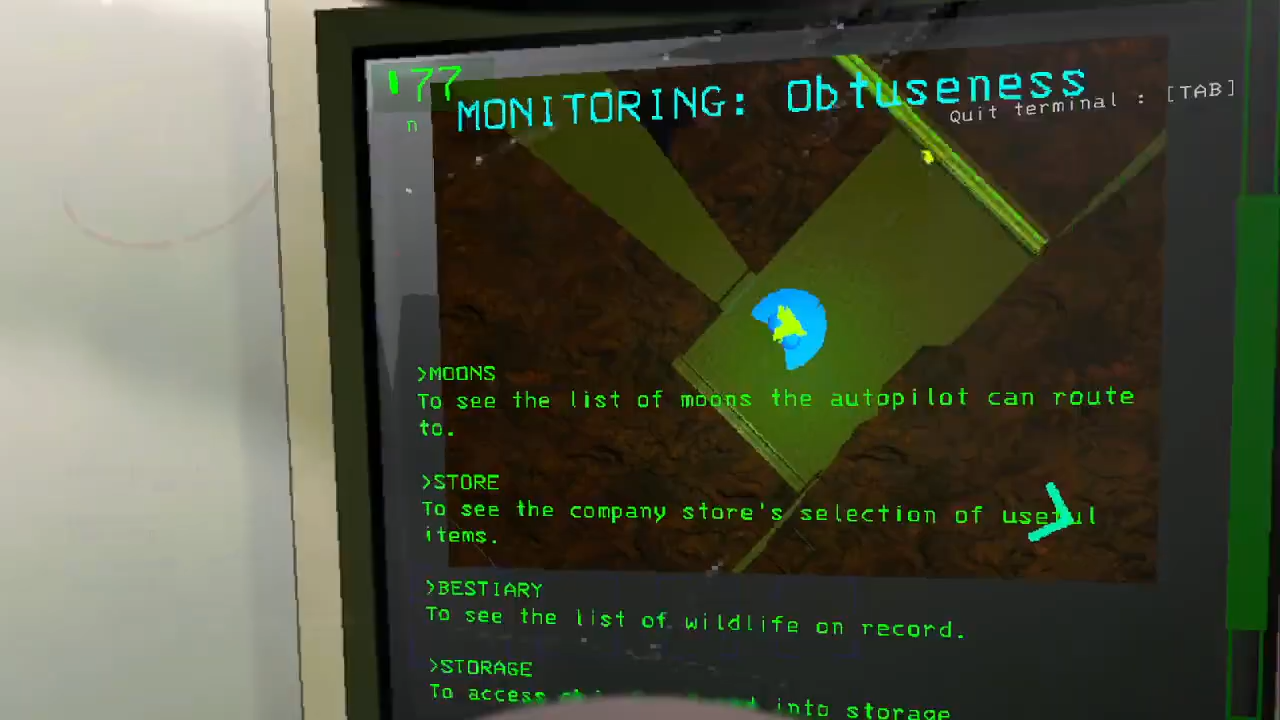 77
MONITORING: Obtuseness
Quit terminal : [TAB]
n
>MOONS
To see the list of moons the autopilot can route
to.
>STORE
To see the company store's selection of useful
items.
>BESTIARY
To see the list of wildlife on record.
>STORAGE
To access into storage